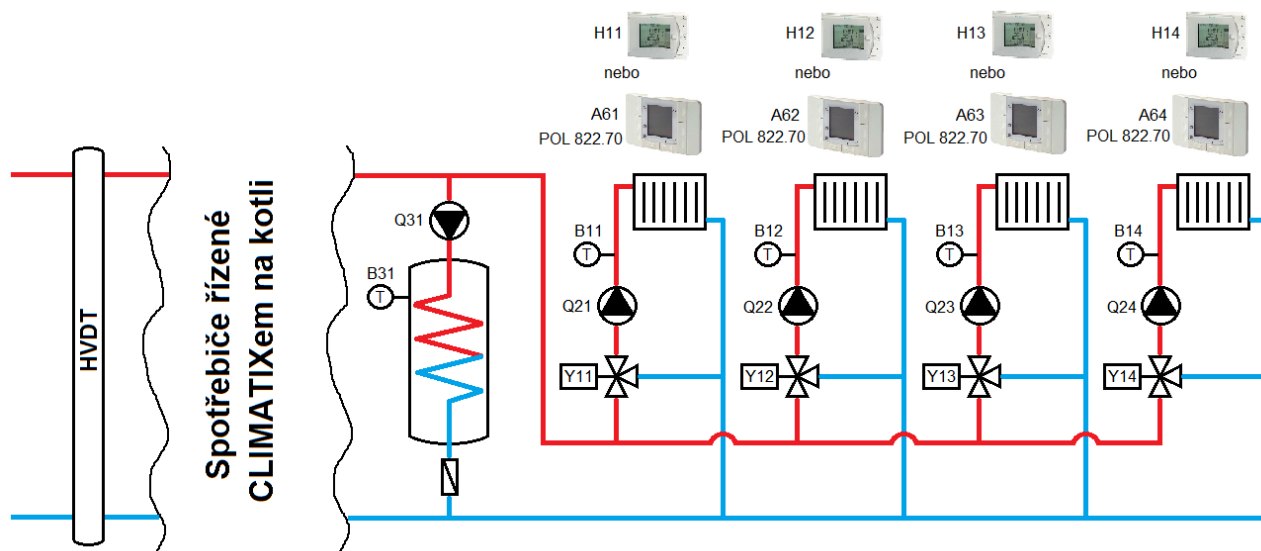 H11
H12
H13
H14
nebo
nebo
nebo
nebo
A61
POL 822.70
A62
POL 822.70
A63
POL 822.70
A64
POL 822.70
HVDT
Spotřebiče řízené
CLIMATIXem na kotli
Q31
B31
T
B11
T
B12
T
B13
T
B14
T
Q21
Q22
Q23
Q24
Y11
Y12
Y13
Y14